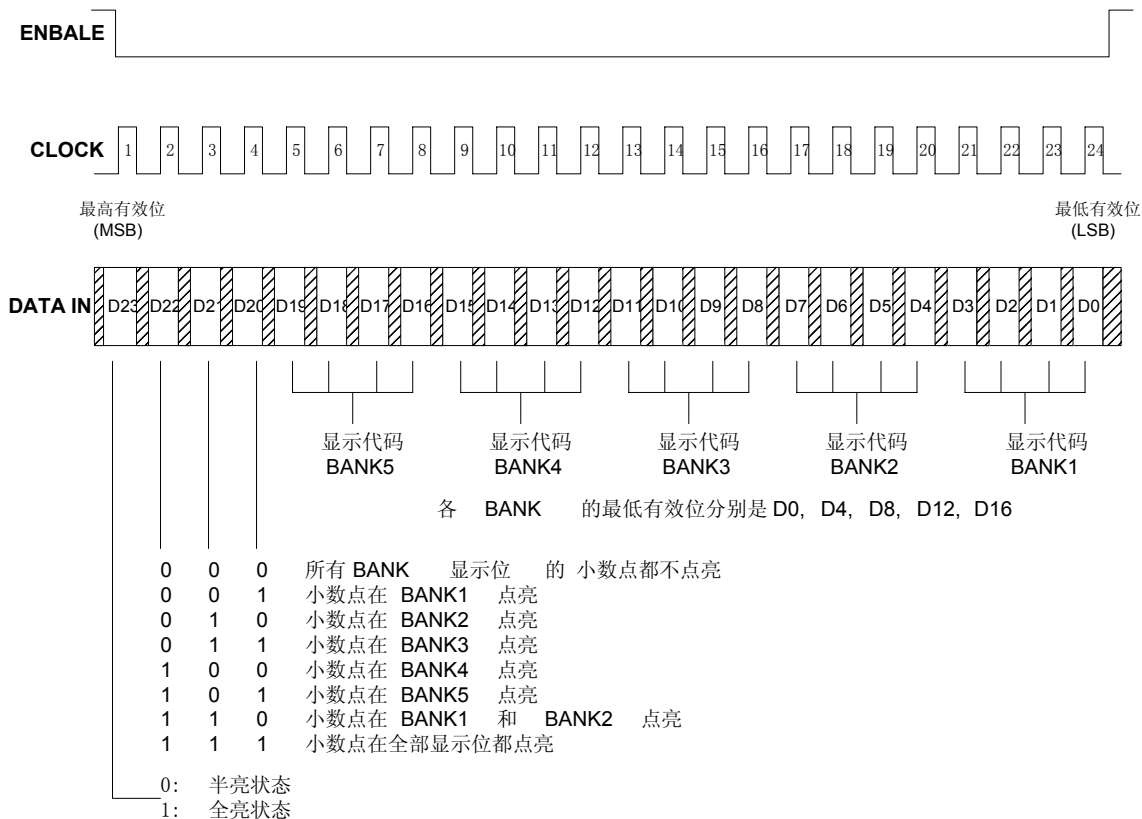 ENBALE
CLOCK 1 2 3 4 5 6 7 8 9 10 11 12 13 14 15 16 17 18 19 20 21 22 23 24
最高有效位
(MSB)
最低有效位
(LSB)
DATA IN D23 D22 D21 D20 D19 D18 D17 D16 D15 D14 D13 D12 D11 D10 D9 D8 D7 D6 D5 D4 D3 D2 D1 D0
显示代码 显示代码 显示代码 显示代码 显示代码
BANK5 BANK4 BANK3 BANK2 BANK1
各 BANK 的最低有效位分别是 D0, D4, D8, D12, D16
0 0 0 所有 BANK 显示位 的 小数点都不点亮
0 0 1 小数点在 BANK1 点亮
0 1 0 小数点在 BANK2 点亮
0 1 1 小数点在 BANK3 点亮
1 0 0 小数点在 BANK4 点亮
1 0 1 小数点在 BANK5 点亮
1 1 0 小数点在 BANK1 和 BANK2 点亮
1 1 1 小数点在全部显示位都点亮
0: 半亮状态
1: 全亮状态